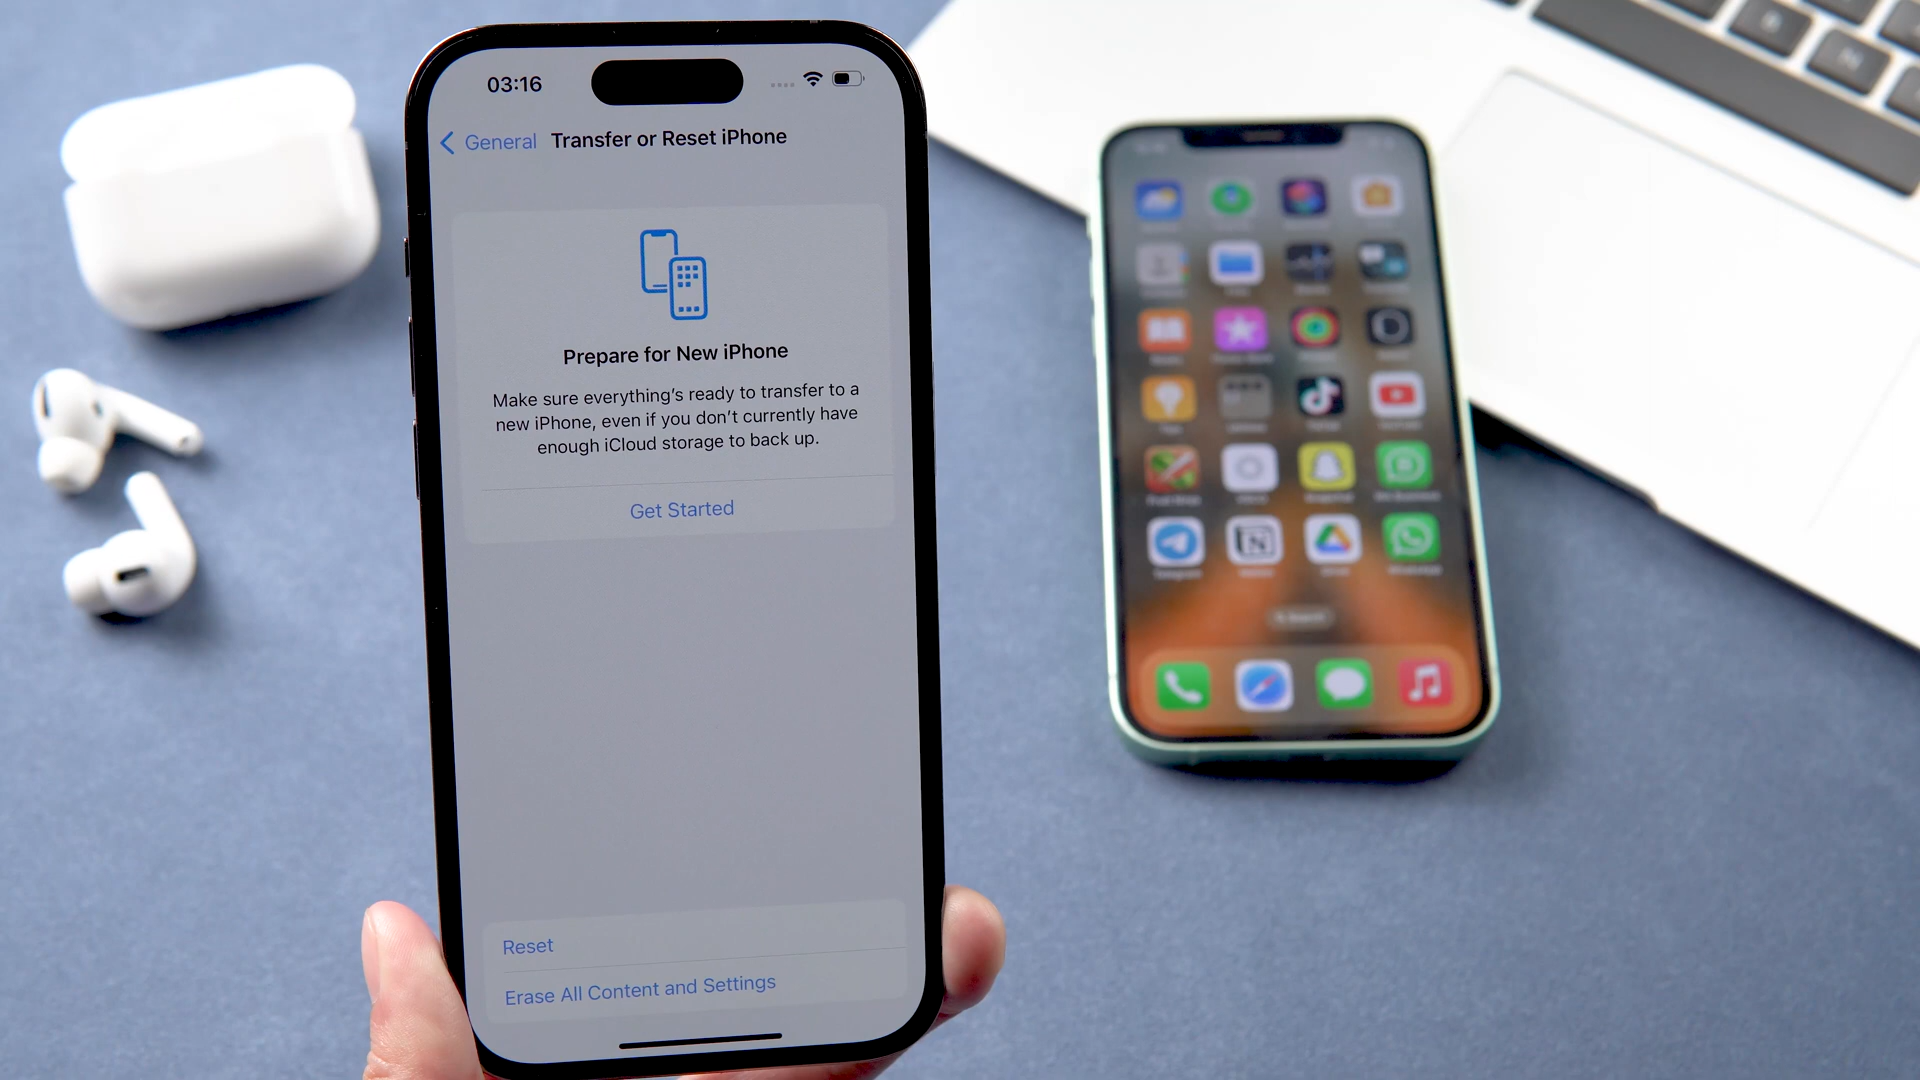 03:16
General Transfer or Reset iPhone
Prepare for New iPhone
Make sure everything's ready to transfer to a
new iPhone, even if you don't currently have
enough iCloud storage to back up.
Get Started
Reset
Erase All Content and Settings